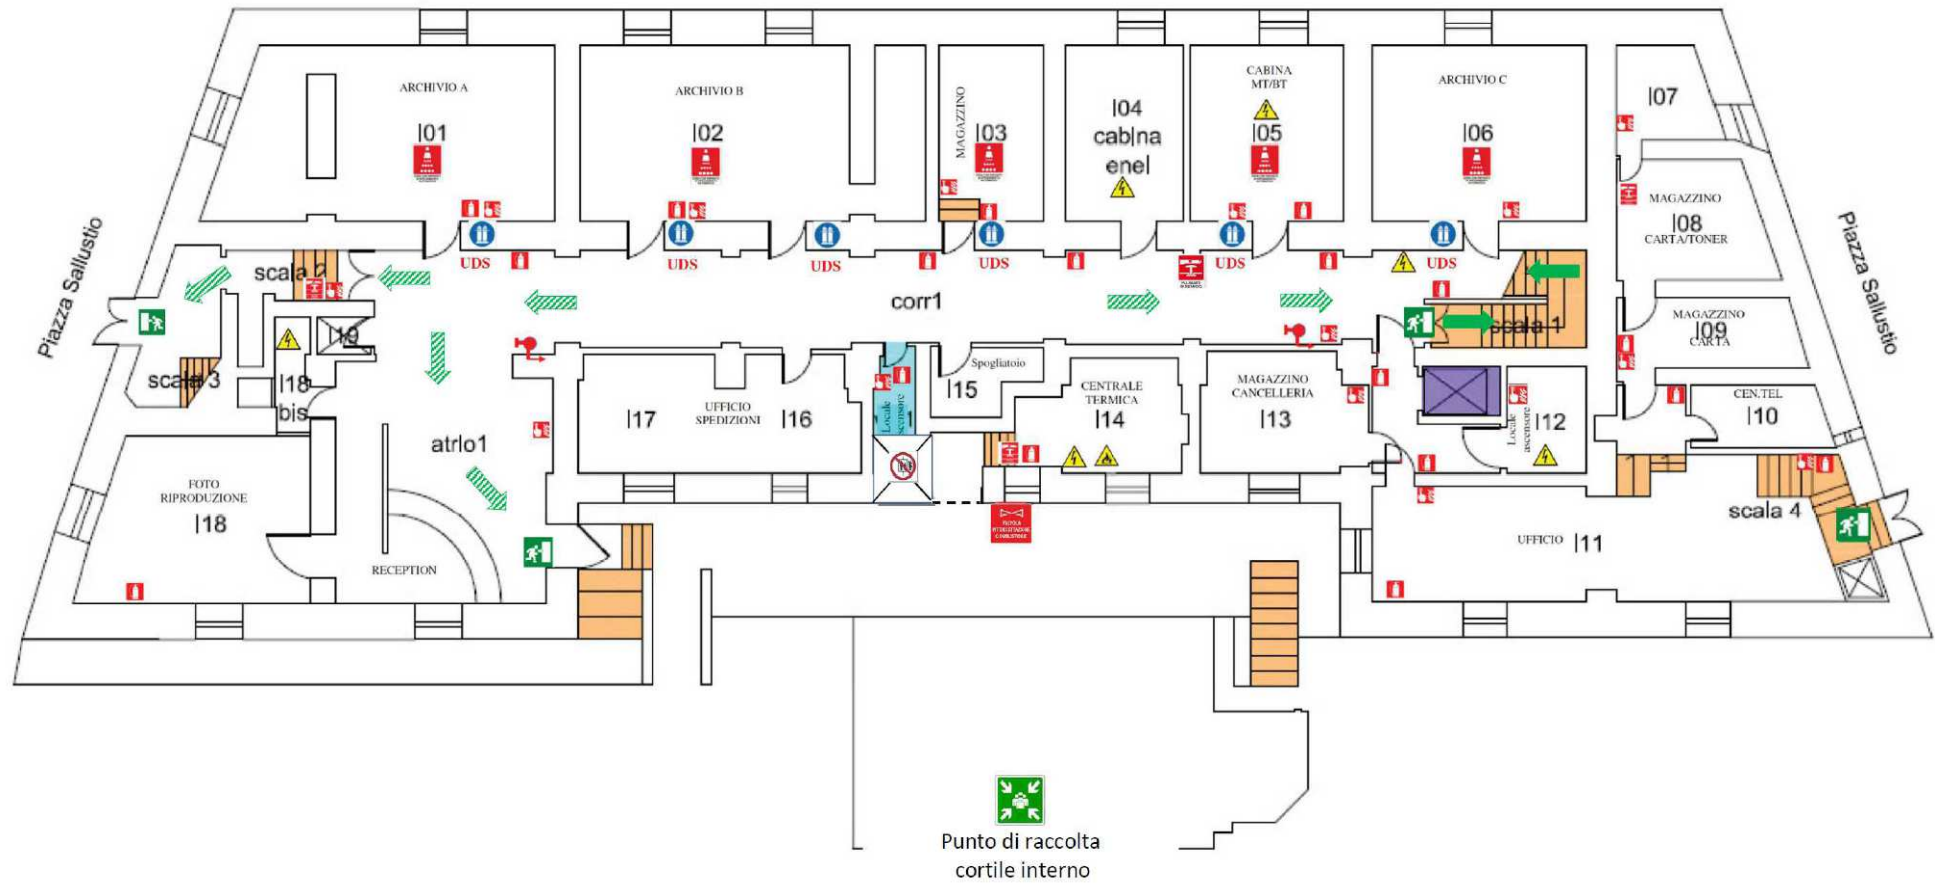 ARCHIVIO A
I01
ARCHIVIO B
I02
MAGAZZINO
I03
I04
cabina
enel
CABINA
MT/BT
I05
ARCHIVIO C
I06
I07
MAGAZZINO
I08
CARTA/TONER
MAGAZZINO
I09
CARTA
CEN.TEL
I10
Piazza Sallustio
Piazza Sallustio
UDS
UDS
UDS
UDS
UDS
UDS
scala 2
corr1
scala 1
19
scala 3
I18
bis
atrio1
I17
UFFICIO
SPEDIZIONI
I16
Locale
ascensore
1
Spogliatoio
I15
CENTRALE
TERMICA
I14
MAGAZZINO
CANCELLERIA
I13
Locale
ascensore
I12
FOTO
RIPRODUZIONE
I18
RECEPTION
UFFICIO I11
scala 4
Punto di raccolta
cortile interno